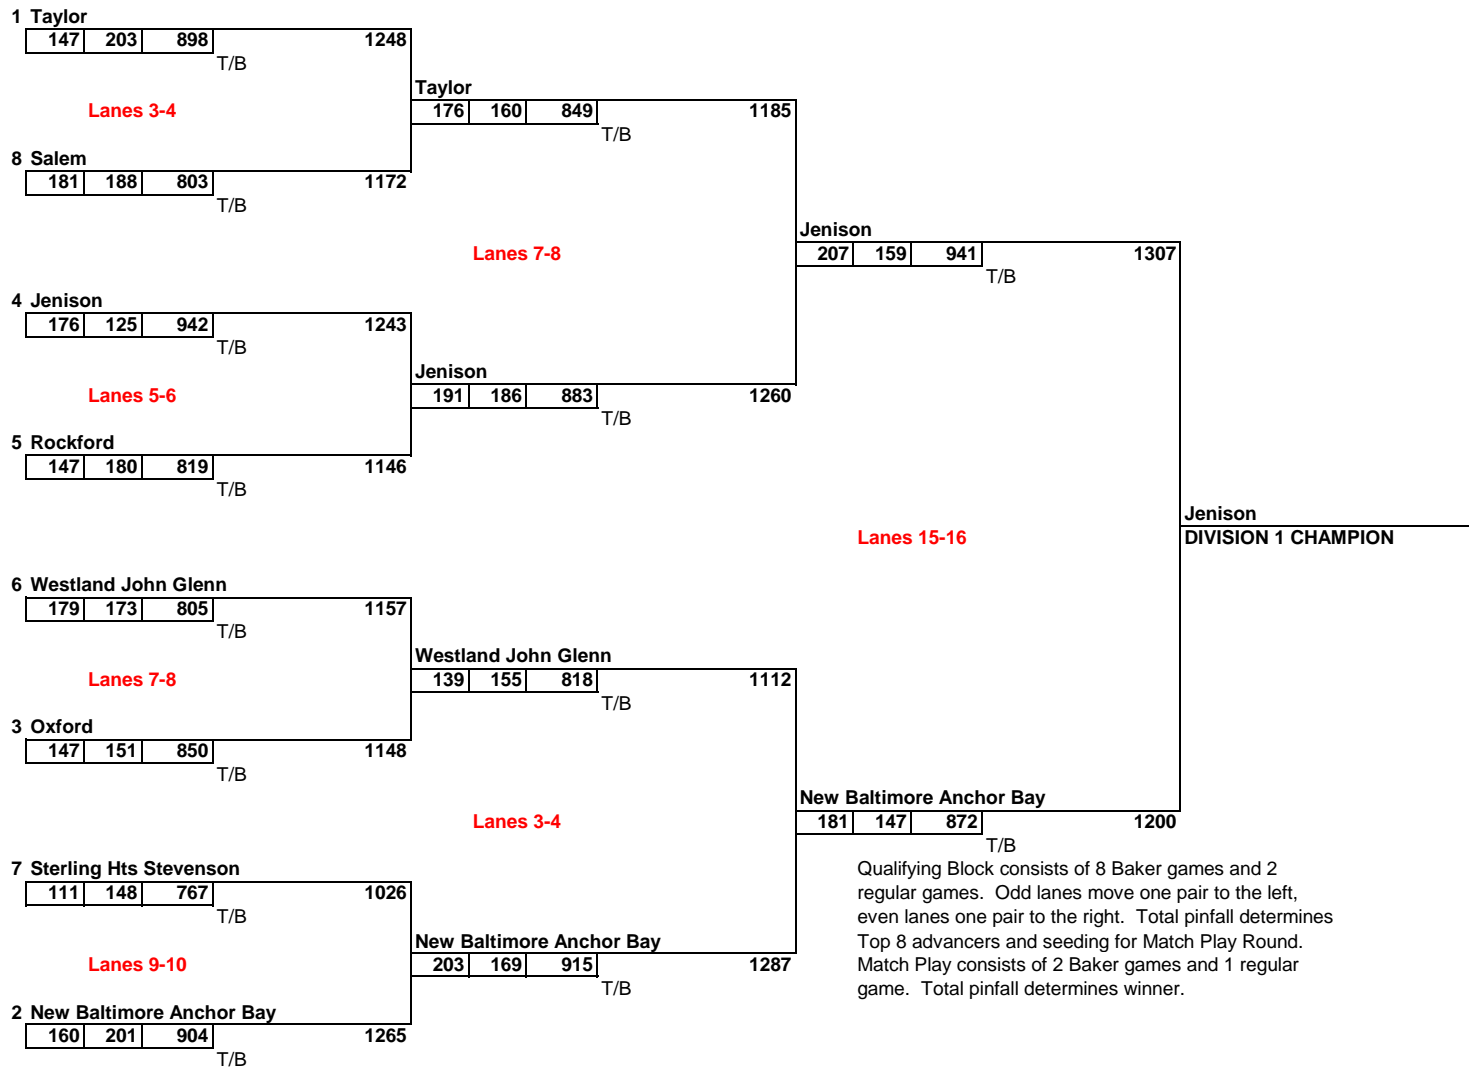 1 Taylor
147 203 898 1248
T/B
Taylor
Lanes 3-4
176 160 849 1185
T/B
8 Salem
181 188 803 1172
T/B
Jenison
Lanes 7-8
207 159 941 1307
T/B
4 Jenison
176 125 942 1243
T/B
Jenison
Lanes 5-6
191 186 883 1260
T/B
5 Rockford
147 180 819 1146
T/B
Jenison
Lanes 15-16
DIVISION 1 CHAMPION
6 Westland John Glenn
179 173 805 1157
T/B
Westland John Glenn
Lanes 7-8
139 155 818 1112
T/B
3 Oxford
147 151 850 1148
T/B
New Baltimore Anchor Bay
Lanes 3-4
181 147 872 1200
T/B
7 Sterling Hts Stevenson
111 148 767 1026
T/B
New Baltimore Anchor Bay
Lanes 9-10
203 169 915 1287
T/B
2 New Baltimore Anchor Bay
160 201 904 1265
T/B
Qualifying Block consists of 8 Baker games and 2
regular games. Odd lanes move one pair to the left,
even lanes one pair to the right. Total pinfall determines
Top 8 advancers and seeding for Match Play Round.
Match Play consists of 2 Baker games and 1 regular
game. Total pinfall determines winner.